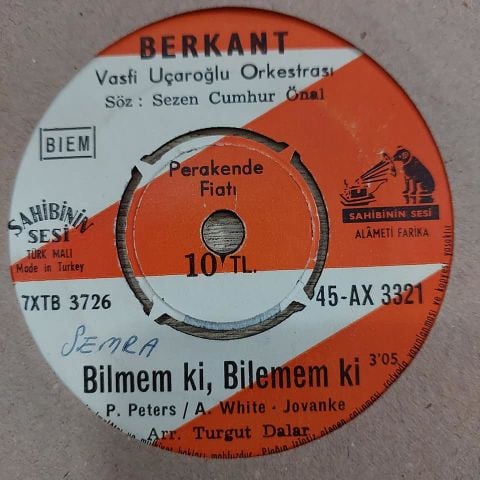 BERKANT
Vasfi Uçaroğlu Orkestrası
Söz : Sezen Cumhur Önal
BIEM
Perakende
Fiatı
SAHİBİNİN
SESİ
TÜRK MALI
Made in Turkey
SAHİBİNİN SESİ
ALÂMETİ FARİKA
10 TL.
7XTB 3726
45-AX 3321
SEMRA
Bilmem ki, Bilemem ki 3'05
P. Peters / A. White - Jovanke
Arr. Turgut Dalar